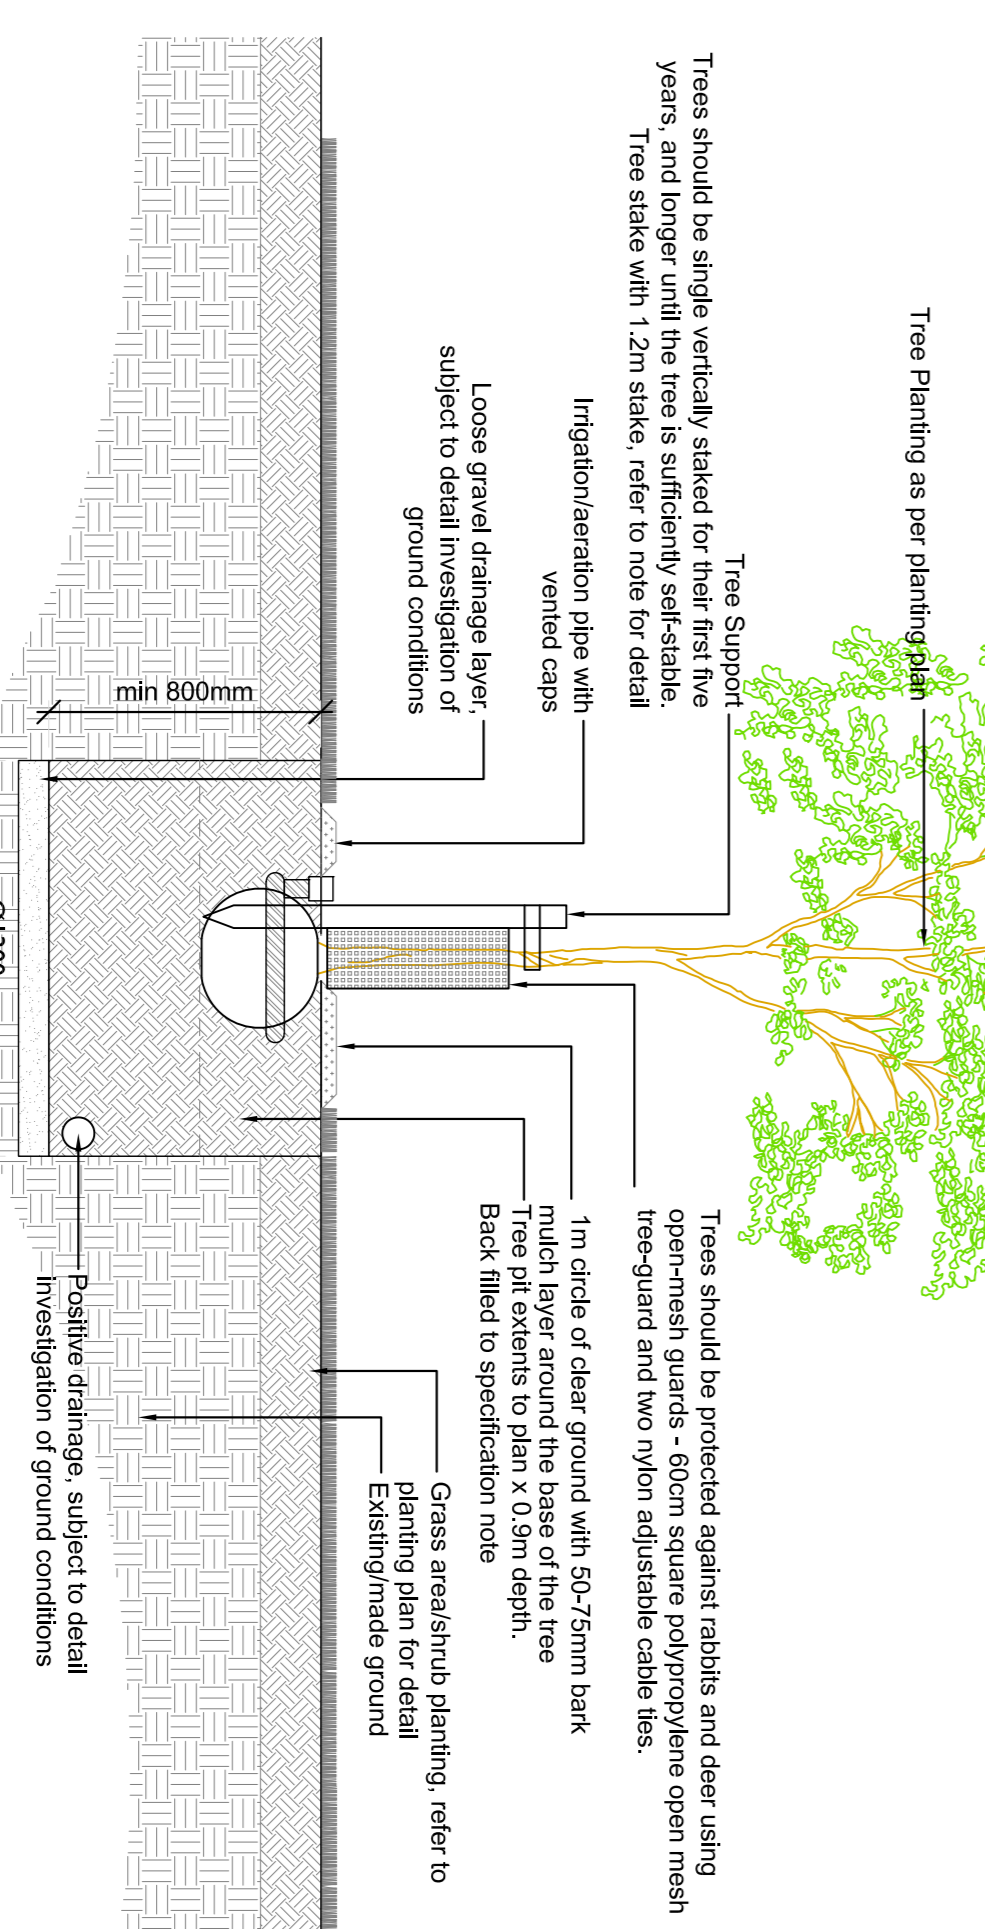 Tree Planting as per planting plan
Tree Support
Trees should be single vertically staked for their first five
years, and longer until the tree is sufficiently self-stable.
Tree stake with 1.2m stake, refer to note for detail
Irrigation/aeration pipe with
vented caps
Loose gravel drainage layer,
subject to detail investigation of
ground conditions
min 800mm
Trees should be protected against rabbits and deer using
open-mesh guards - 60cm square polypropylene open mesh
tree-guard and two nylon adjustable cable ties.
1m circle of clear ground with 50-75mm bark
mulch layer around the base of the tree
Tree pit extents to plan x 0.9m depth.
Back filled to specification note
Grass area/shrub planting, refer to
planting plan for detail
Existing/made ground
Positive drainage, subject to detail
investigation of ground conditions